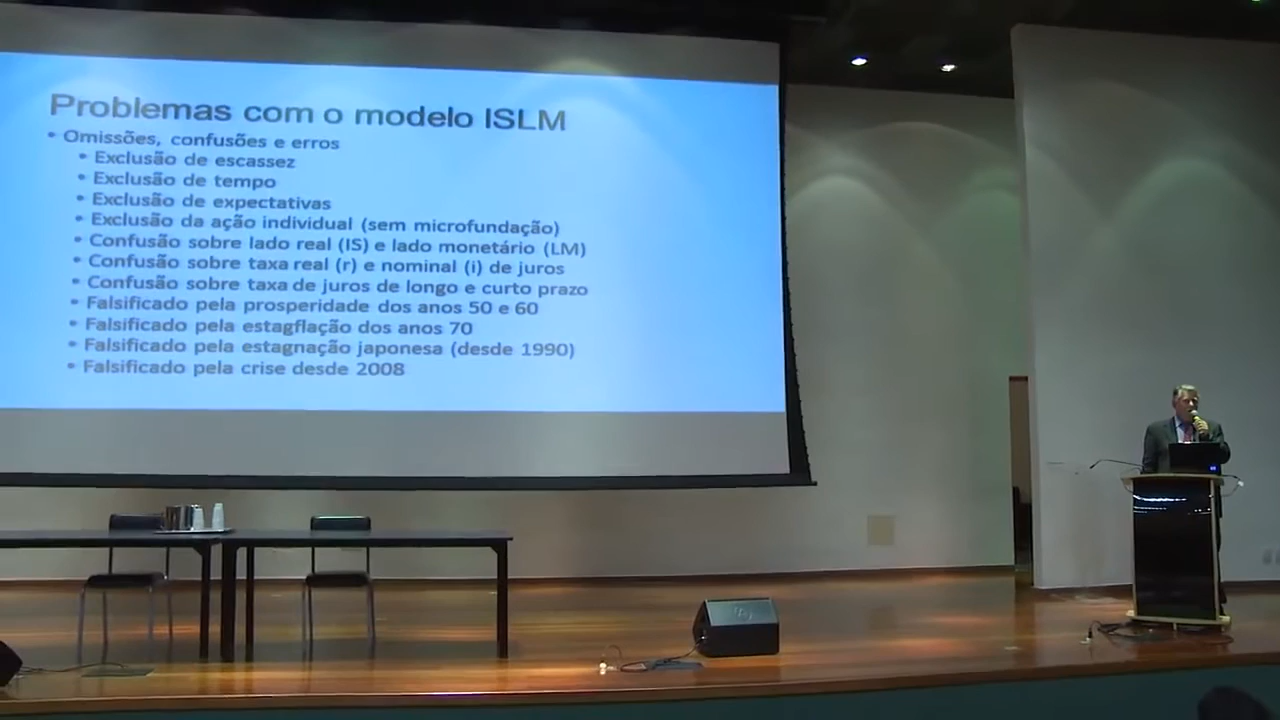 Problemas com o modelo ISLM
• Omissões, confusões e erros
• Exclusão de escassez
• Exclusão de tempo
• Exclusão de expectativas
• Exclusão da ação individual (sem microfundação)
• Confusão sobre lado real (IS) e lado monetário (LM)
• Confusão sobre taxa real (r) e nominal (i) de juros
• Confusão sobre taxa de juros de longo e curto prazo
• Falsificado pela prosperidade dos anos 50 e 60
• Falsificado pela estagflação dos anos 70
• Falsificado pela estagnação japonesa (desde 1990)
• Falsificado pela crise desde 2008